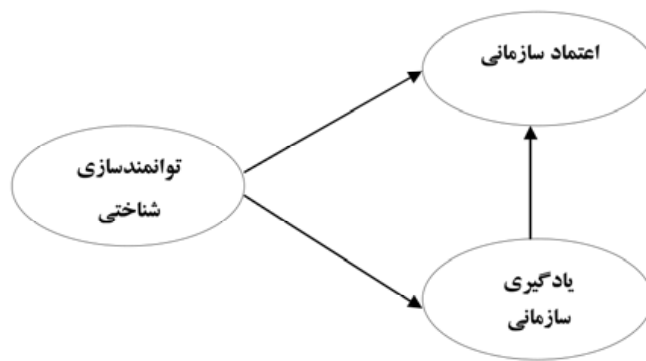 اعتماد سازمانی
توانمندسازی
شناختی
یادگیری
سازمانی